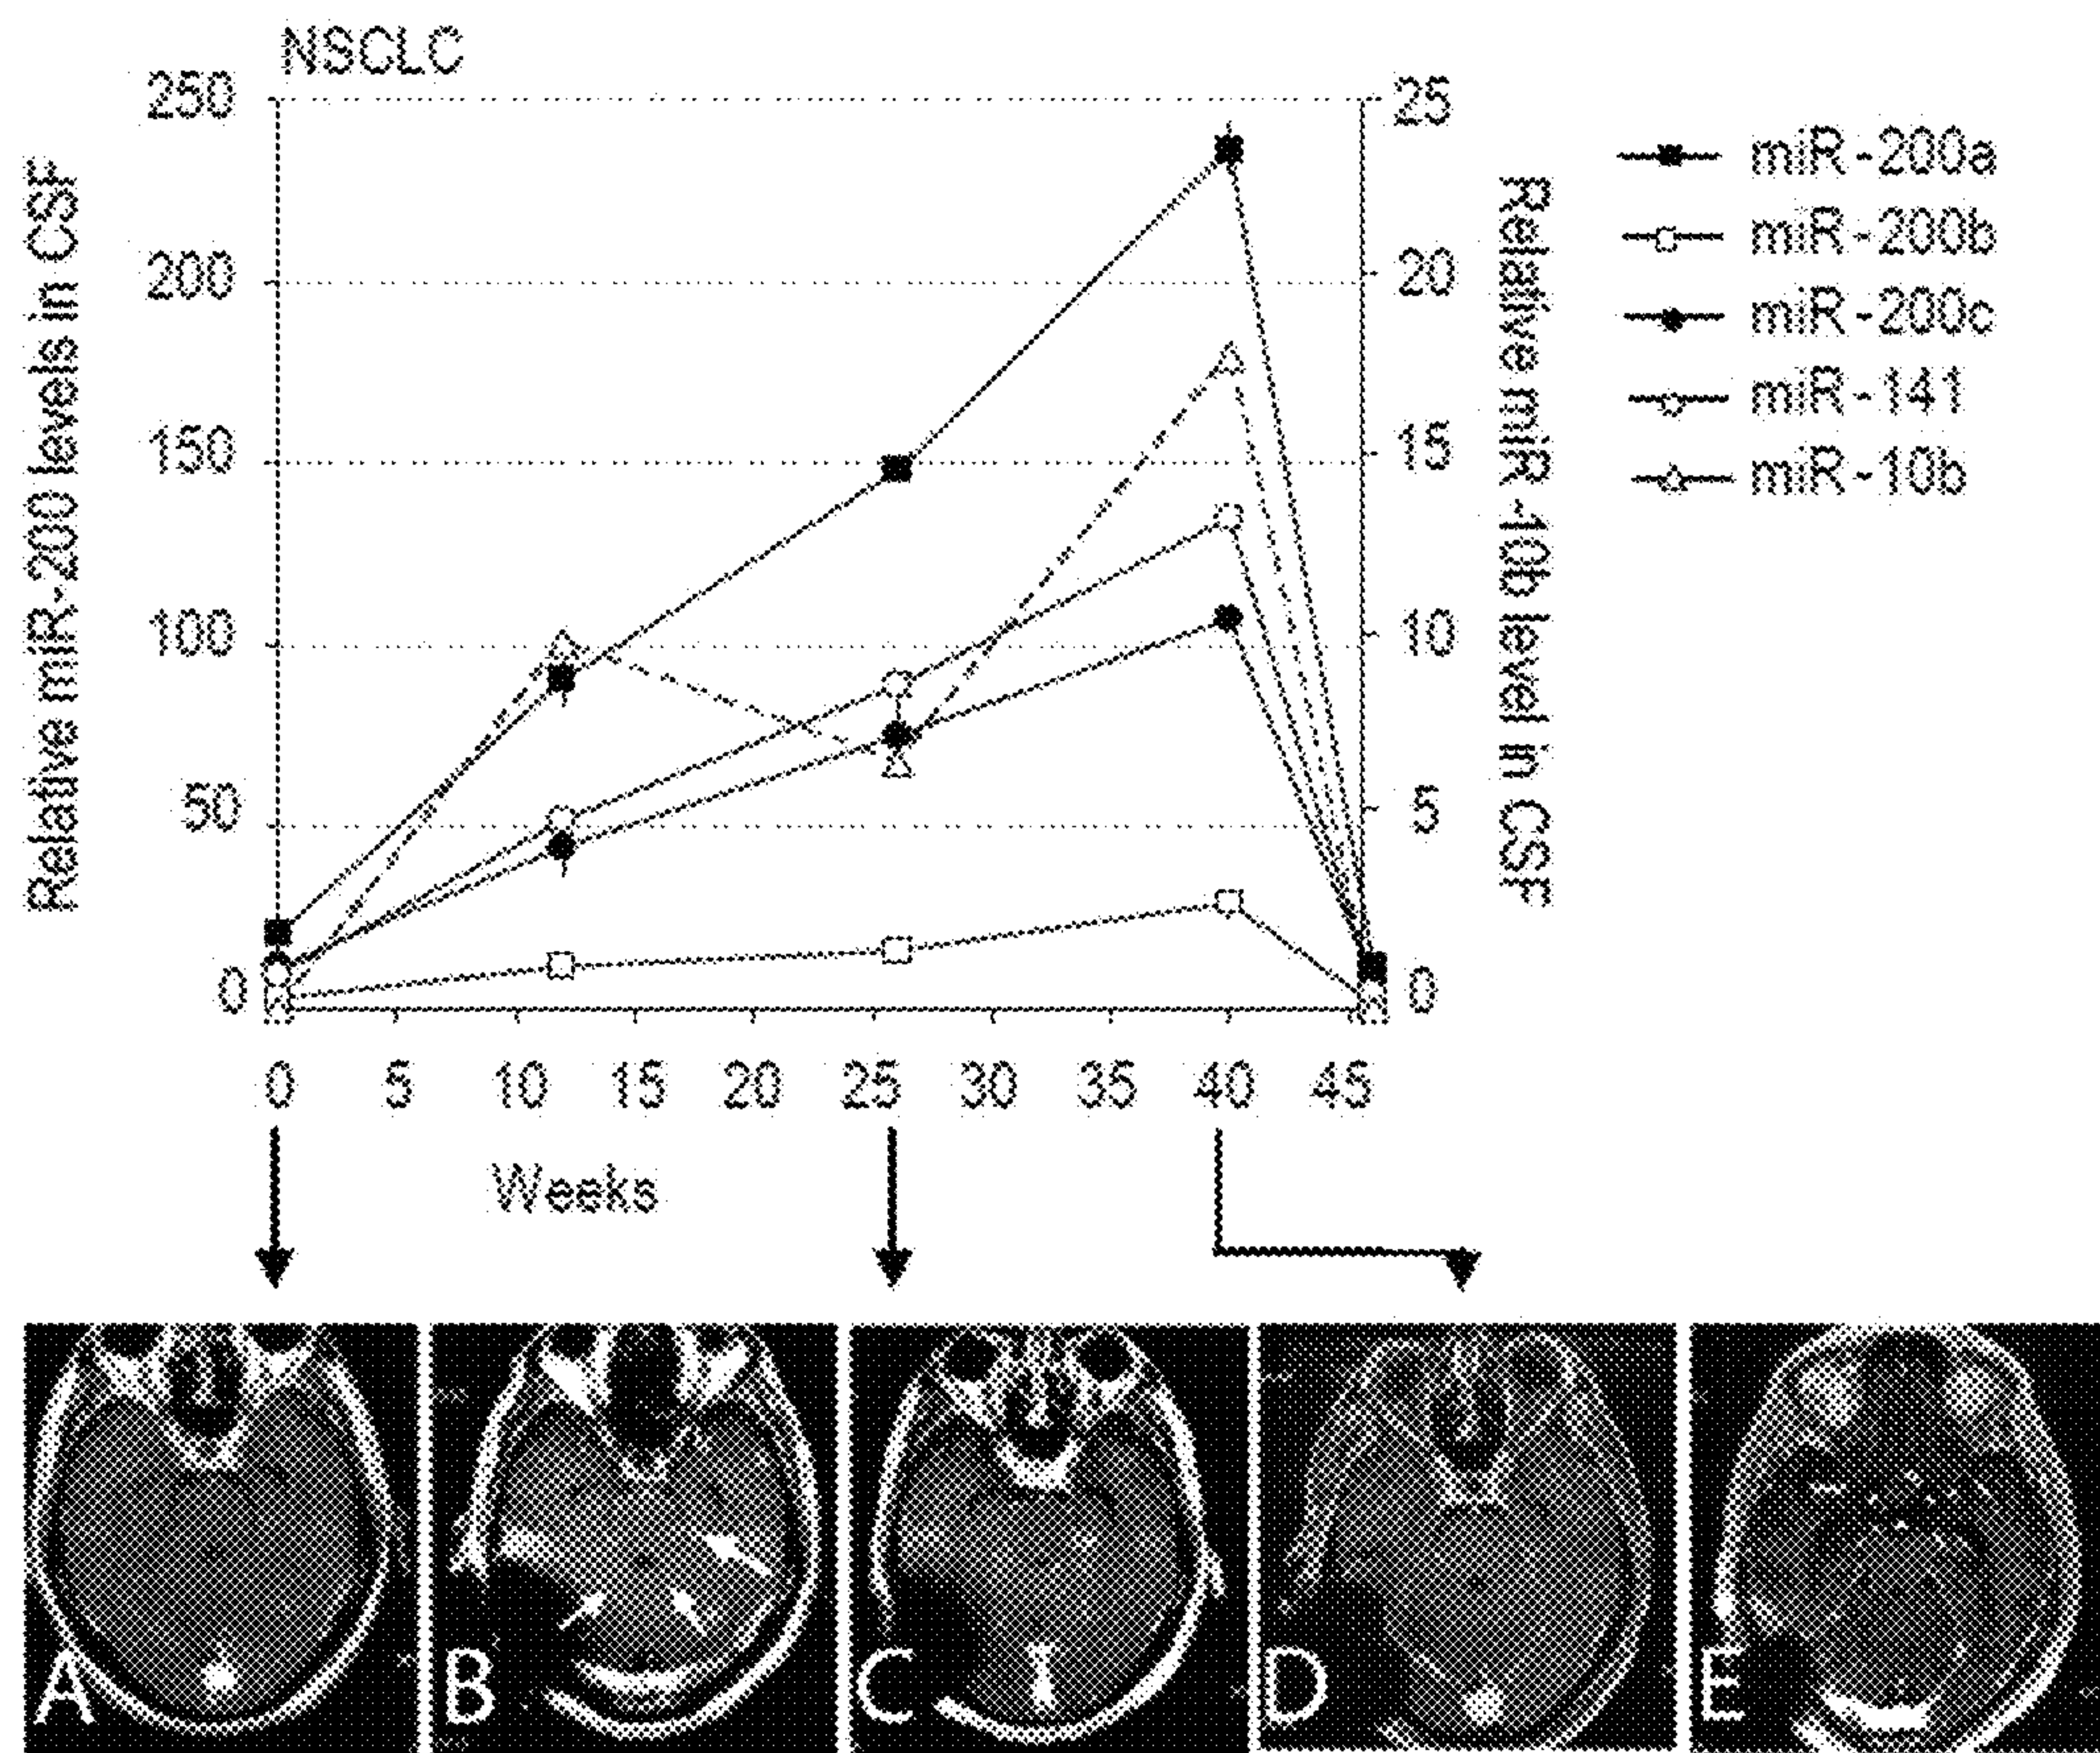 NSCLC
250
200
150
100
50
0
Relative miR-200 levels in CSF
25
20
15
10
5
0
Relative miR-10b level in CSF
miR-200a
miR-200b
miR-200c
miR-141
miR-10b
0 5 10 15 20 25 30 35 40 45
Weeks
A B C D E